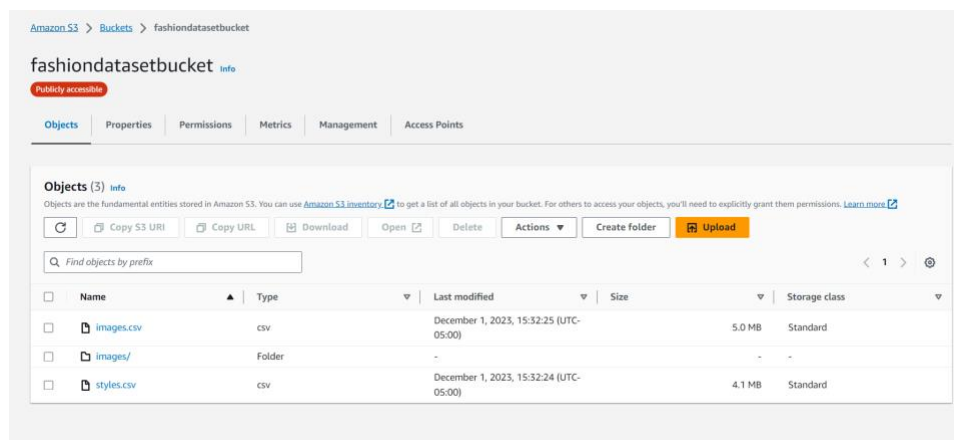 Amazon S3 > Buckets > fashiondatasetbucket
fashiondatasetbucket Info
Publicly accessible
Objects Properties Permissions Metrics Management Access Points
Objects (3) Info
Objects are the fundamental entities stored in Amazon S3. You can use Amazon S3 inventory to get a list of all objects in your bucket. For others to access your objects, you'll need to explicitly grant them permissions. Learn more
Copy S3 URI Copy URL Download Open Delete Actions Create folder Upload
Find objects by prefix
1
Name Type Last modified Size Storage class
images.csv csv December 1, 2023, 15:32:25 (UTC-
05:00) 5.0 MB Standard
images/ Folder - - -
styles.csv csv December 1, 2023, 15:32:24 (UTC-
05:00) 4.1 MB Standard